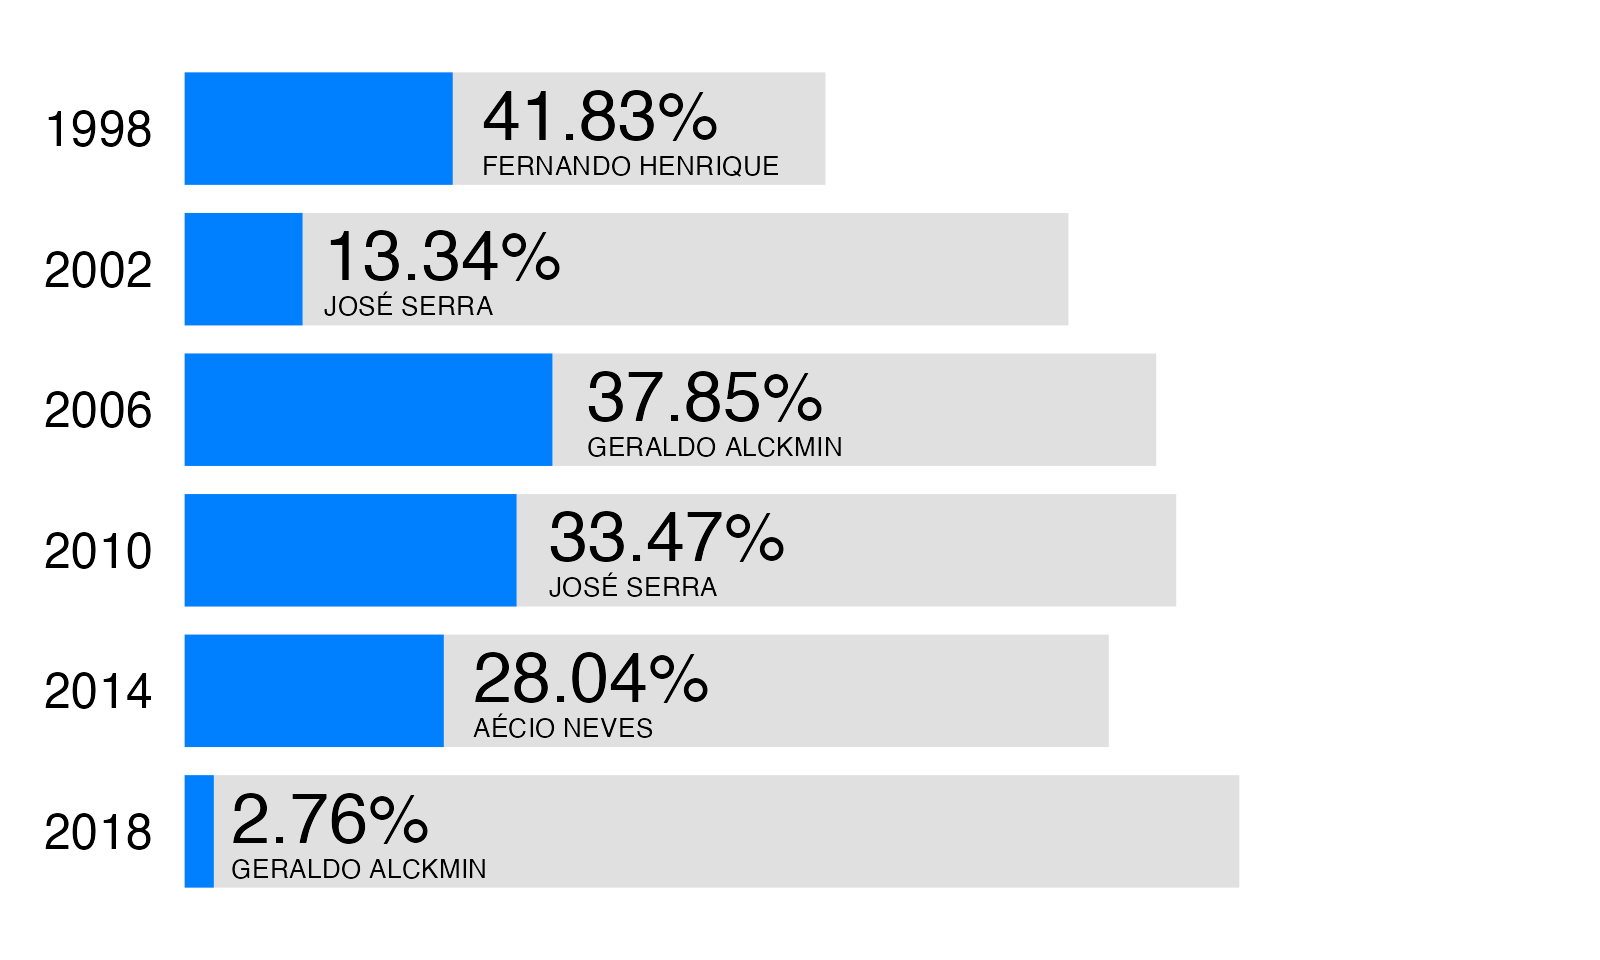 1998
41.83%
FERNANDO HENRIQUE
2002
13.34%
JOSÉ SERRA
2006
37.85%
GERALDO ALCKMIN
2010
33.47%
JOSÉ SERRA
2014
28.04%
AÉCIO NEVES
2018
2.76%
GERALDO ALCKMIN